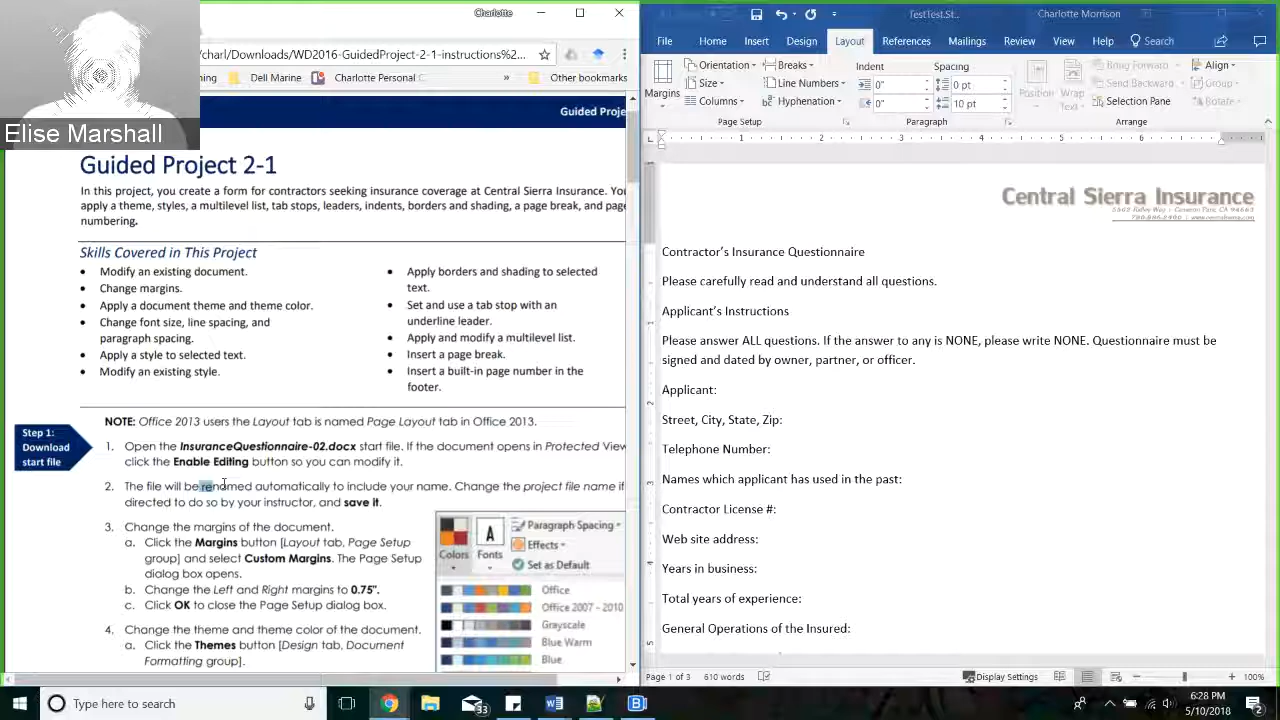 Charlotte
/charl/Downloads/WD2016-GuidedProject-2-1-instructions%2...
ning Dell Marine Charlotte Personal: » Other bookmarks
Elise Marshall
Guided Proje
Guided Project 2-1
In this project, you create a form for contractors seeking insurance coverage at Central Sierra Insurance. You
apply a theme, styles, a multilevel list, tab stops, leaders, indents, borders and shading, a page break, and page
numbering.
Skills Covered in This Project
• Modify an existing document.
• Change margins.
• Apply a document theme and theme color.
• Change font size, line spacing, and
paragraph spacing.
• Apply a style to selected text.
• Modify an existing style.
• Apply borders and shading to selected
text.
• Set and use a tab stop with an
underline leader.
• Apply and modify a multilevel list.
• Insert a page break.
• Insert a built-in page number in the
footer.
NOTE: Office 2013 users the Layout tab is named Page Layout tab in Office 2013.
Step 1:
Download
start file
1. Open the InsuranceQuestionnaire-02.docx start file. If the document opens in Protected View
click the Enable Editing button so you can modify it.
2. The file will be renamed automatically to include your name. Change the project file name if
directed to do so by your instructor, and save it.
3. Change the margins of the document.
a. Click the Margins button [Layout tab, Page Setup
group] and select Custom Margins. The Page Setup
dialog box opens.
b. Change the Left and Right margins to 0.75".
c. Click OK to close the Page Setup dialog box.
4. Change the theme and theme color of the document.
a. Click the Themes button [Design tab, Document
Formatting group].
A
Colors Fonts
Paragraph Spacing
Effects
Set as Default
Office
Office 2007 - 2010
Grayscale
Blue Warm
Blue
Test1est.St... Charlotte Morrison
File Home Insert Design Layout References Mailings Review View
Margins
Orientation
Columns
Breaks
Line Numbers
Hyphenation
Page Setup
Indent Spacing
0" 0 pt
0" 10 pt
Paragraph
Position Wrap Text
Bring Forward
Send Backward
Selection Pane
Align
Group
Rotate
Arrange
1 2 3 4 5 6
Central Sierra Insurance
Contractor's Insurance Questionnaire
Please carefully read and understand all questions.
Applicant's Instructions
Please answer ALL questions. If the answer to any is NONE, please write NONE. Questionnaire must be
signed and dated by owner, partner, or officer.
Applicant:
Street, City, State, Zip:
Telephone Number:
Names which applicant has used in the past:
Contractor License #:
Web site address:
Years in business:
Total years of experience:
General Operations of the Insured:
Page 1 of 3 610 words Display Settings 100%
Type here to search
33
6:28 PM
5/10/2018
2